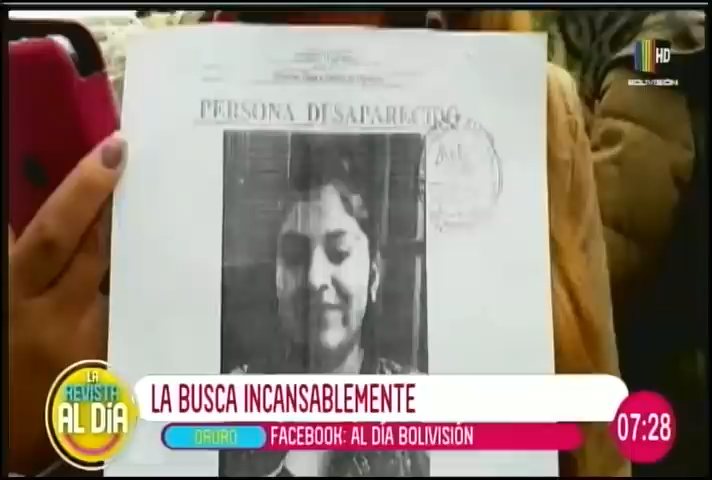 HD
BOLIVISIÓN
PERSONA DESAPARECIDO
LA
REVISTA
AL DÍA
LA BUSCA INCANSABLEMENTE
ORURO
FACEBOOK: AL DÍA BOLIVISIÓN
07:28